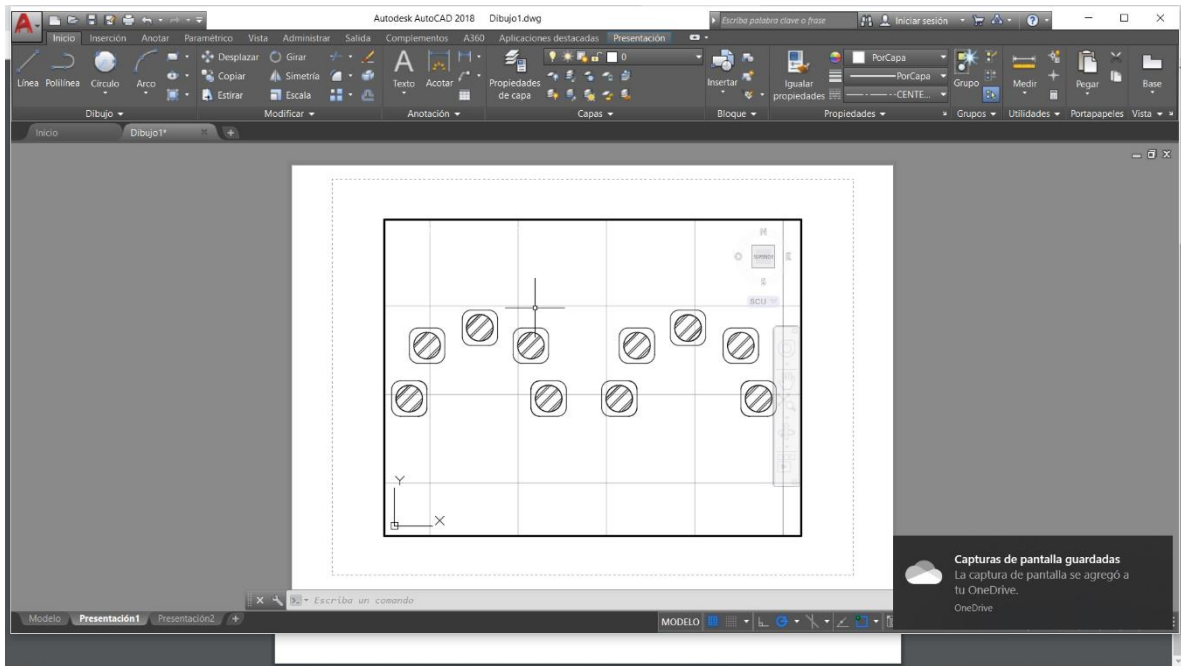 Autodesk AutoCAD 2018 Dibujo1.dwg
Escriba palabra clave o frase
Iniciar sesión
Inicio Inserción Anotar Paramétrico Vista Administrar Salida Complementos A360 Aplicaciones destacadas Presentación
Línea Polilínea Círculo Arco
Desplazar Girar
Copiar Simetría
Estirar Escala
Texto Acotar
Propiedades de capa
0
Insertar
Igualar propiedades
PorCapa
PorCapa
CENTE...
Grupo
Medir
Pegar
Base
Dibujo Modificar Anotación Capas Bloque Propiedades Grupos Utilidades Portapapeles Vista
Inicio Dibujo1*
N
O SUPERIOR E
S
SCU
Y
X
Escriba un comando
Capturas de pantalla guardadas
La captura de pantalla se agregó a
tu OneDrive.
OneDrive
Modelo Presentación1 Presentación2 +
MODELO